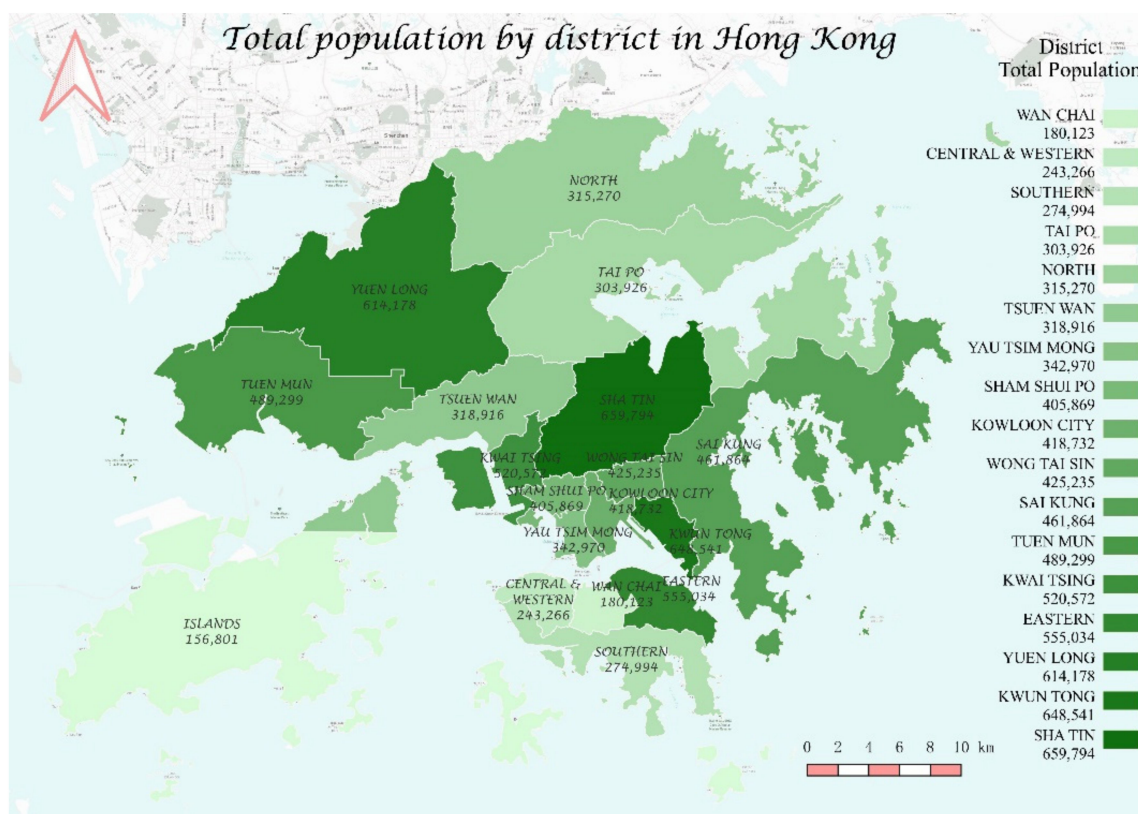 Total population by district in Hong Kong
District
Total Population
WAN CHAI
180,123
CENTRAL & WESTERN
243,266
SOUTHERN
274,994
TAI PO
303,926
NORTH
315,270
TSUEN WAN
318,916
YAU TSIM MONG
342,970
SHAM SHUI PO
405,869
KOWLOON CITY
418,732
WONG TAI SIN
425,235
SAI KUNG
461,864
TUEN MUN
489,299
KWAI TSING
520,572
EASTERN
555,034
YUEN LONG
614,178
KWUN TONG
648,541
SHA TIN
659,794
Shenzhen
NORTH
315,270
TAI PO
303,926
YUEN LONG
614,178
TUEN MUN
489,299
TSUEN WAN
318,916
SHA TIN
659,794
SAI KUNG
461,864
KWAI TSING
520,572
WONG TAI SIN
425,235
SHAM SHUI PO
405,869
KOWLOON CITY
418,732
YAU TSIM MONG
342,970
KWUN TONG
648,541
CENTRAL &
WESTERN
243,266
WAN CHAI
180,123
EASTERN
555,034
ISLANDS
156,801
SOUTHERN
274,994
0 2 4 6 8 10 km